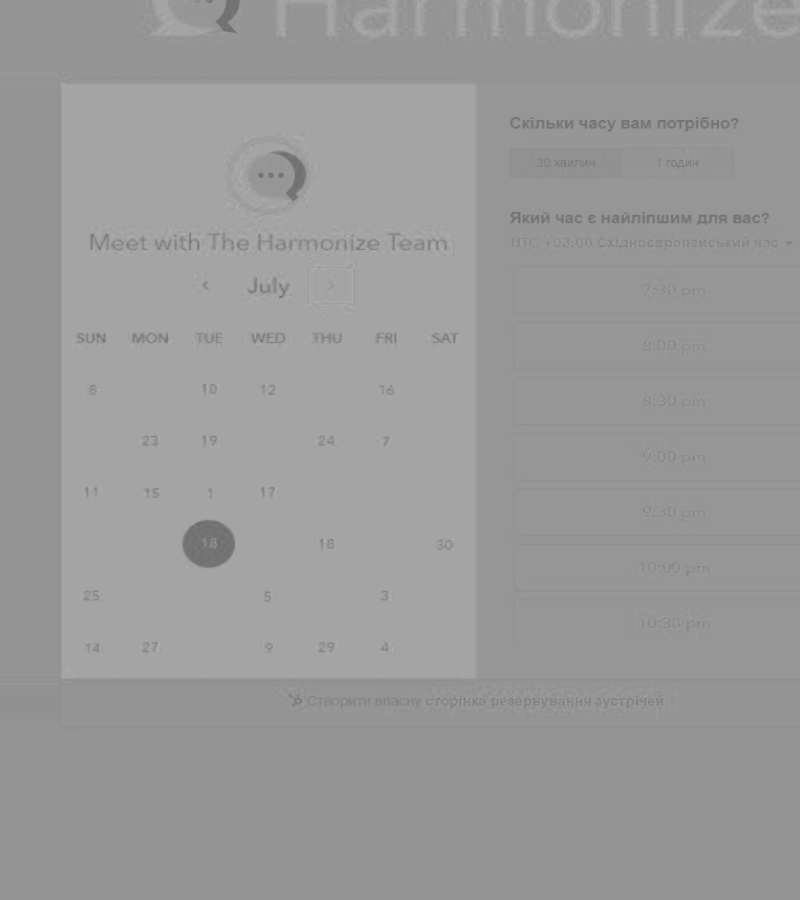 Harmonize
Meet with The Harmonize Team
‹ July ›
SUN MON TUE WED THU FRI SAT
8 10 12 16
23 19 24 7
11 15 1 17
18 18 30
25 5 3
14 27 9 29 4
Скільки часу вам потрібно?
30 хвилин 1 годин
Який час є найліпшим для вас?
UTC +03:00 Східноєвропейський час
7:30 pm
8:00 pm
8:30 pm
9:00 pm
9:30 pm
10:00 pm
10:30 pm
Створити власну сторінка резервування зустрічей